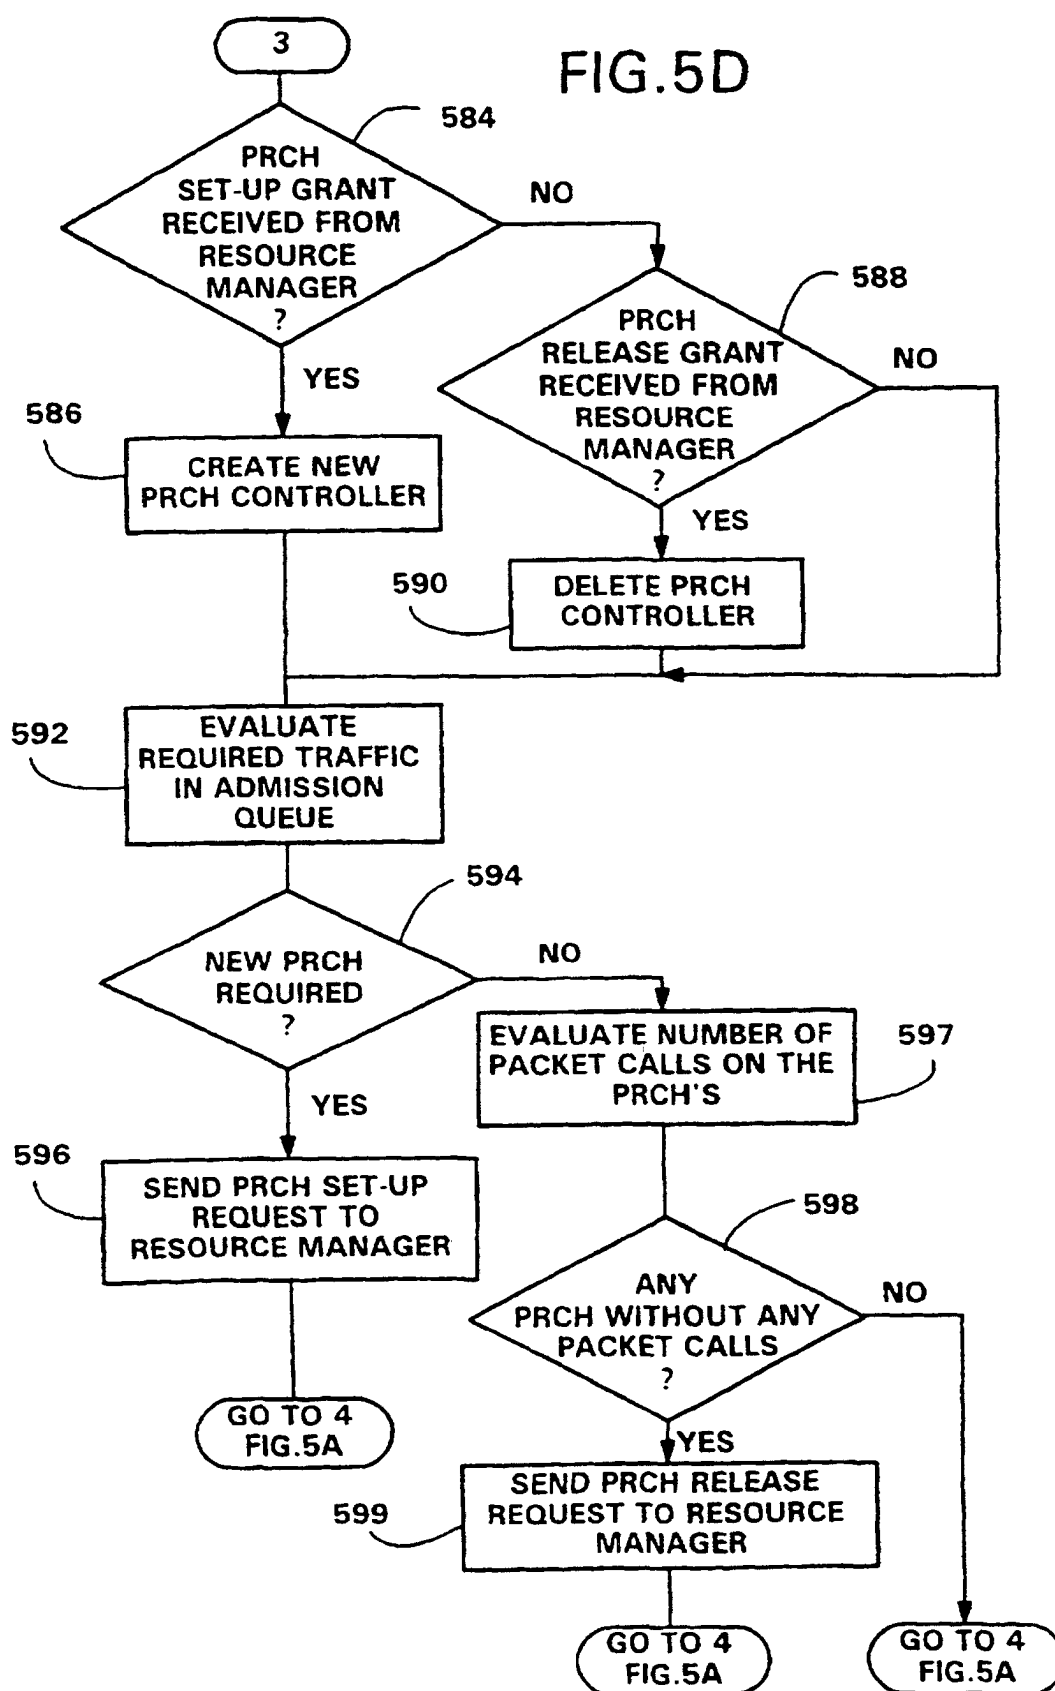 3
FIG.5D
584
PRCH
SET-UP GRANT
RECEIVED FROM
RESOURCE
MANAGER
?
NO
YES
588
PRCH
RELEASE GRANT
RECEIVED FROM
RESOURCE
MANAGER
?
NO
YES
586
CREATE NEW
PRCH CONTROLLER
590
DELETE PRCH
CONTROLLER
592
EVALUATE
REQUIRED TRAFFIC
IN ADMISSION
QUEUE
594
NEW PRCH
REQUIRED
?
NO
YES
EVALUATE NUMBER OF
PACKET CALLS ON THE
PRCH'S
597
596
SEND PRCH SET-UP
REQUEST TO
RESOURCE MANAGER
598
ANY
PRCH WITHOUT ANY
PACKET CALLS
?
NO
YES
GO TO 4
FIG.5A
599
SEND PRCH RELEASE
REQUEST TO RESOURCE
MANAGER
GO TO 4
FIG.5A
GO TO 4
FIG.5A